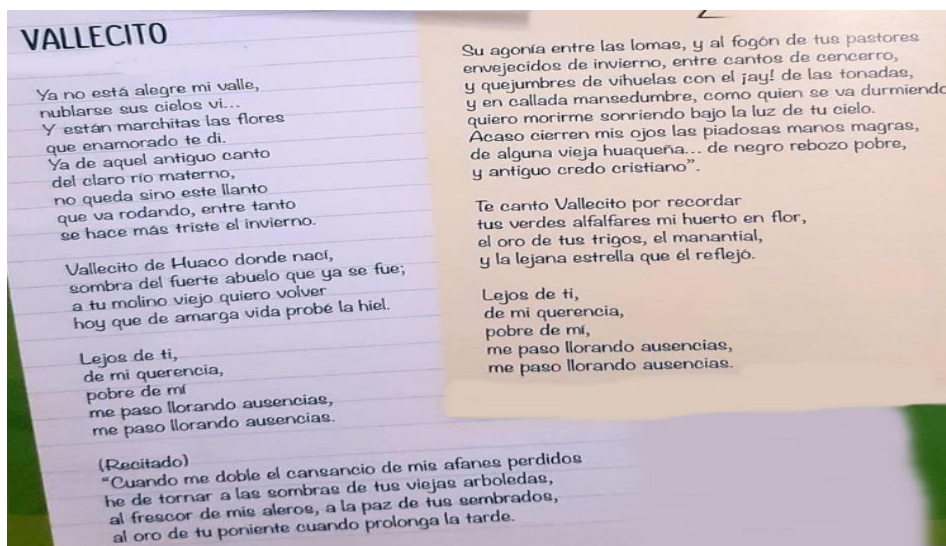 VALLECITO
Ya no está alegre mi valle,
nublarse sus cielos vi...
Y están marchitas las flores
que enamorado te di.
Ya de aquel antiguo canto
del claro río materno,
no queda sino este llanto
que va rodando, entre tanto
se hace más triste el invierno.
Vallecito de Huaco donde nací,
sombra del fuerte abuelo que ya se fue;
a tu molino viejo quiero volver
hoy que de amarga vida probé la hiel.
Lejos de ti,
de mi querencia,
pobre de mí
me paso llorando ausencias,
me paso llorando ausencias.
(Recitado)
“Cuando me doble el cansancio de mis afanes perdidos
he de tornar a las sombras de tus viejas arboledas,
al frescor de mis aleros, a la paz de tus sembrados,
al oro de tu poniente cuando prolonga la tarde.
Su agonía entre las lomas, y al fogón de tus pastores
envejecidos de invierno, entre cantos de cencerro,
y quejumbres de vihuelas con el ¡ay! de las tonadas,
y en callada mansedumbre, como quien se va durmiendo
quiero morirme sonriendo bajo la luz de tu cielo.
Acaso cierren mis ojos las piadosas manos magras,
de alguna vieja huaqueña... de negro rebozo pobre,
y antiguo credo cristiano”.
Te canto Vallecito por recordar
tus verdes alfalfares mi huerto en flor,
el oro de tus trigos, el manantial,
y la lejana estrella que él reflejó.
Lejos de ti,
de mi querencia,
pobre de mí,
me paso llorando ausencias,
me paso llorando ausencias.